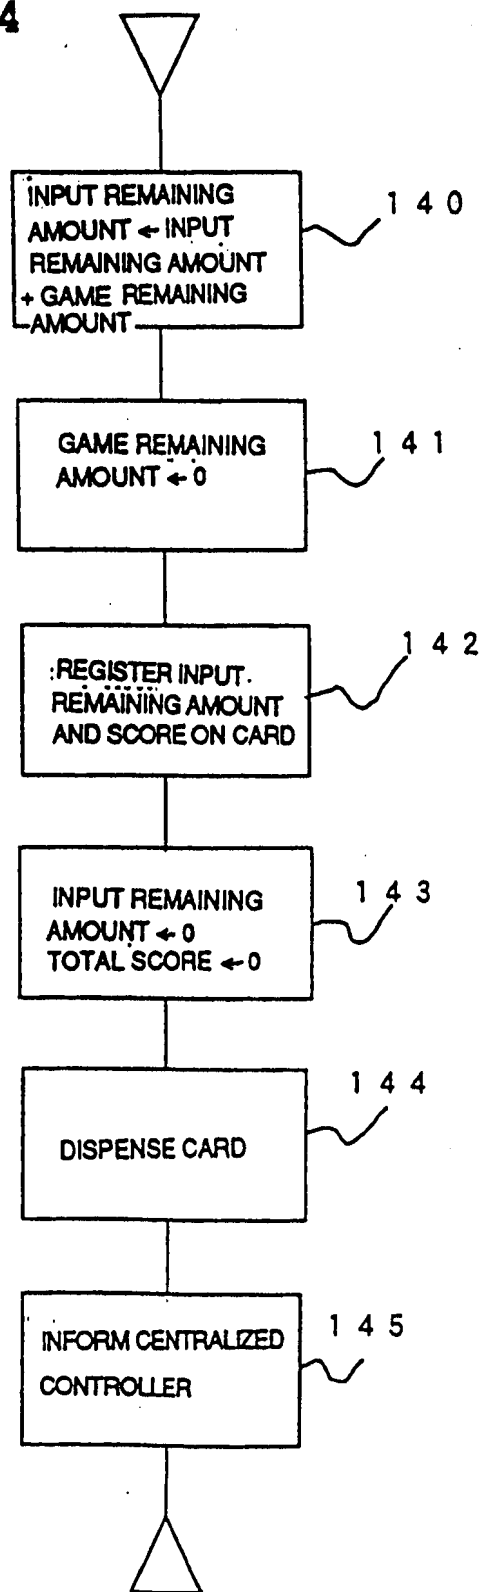 4
INPUT REMAINING
AMOUNT ← INPUT
REMAINING AMOUNT
+ GAME REMAINING
AMOUNT
140
GAME REMAINING
AMOUNT ← 0
141
REGISTER INPUT
REMAINING AMOUNT
AND SCORE ON CARD
142
INPUT REMAINING
AMOUNT ← 0
TOTAL SCORE ← 0
143
DISPENSE CARD
144
INFORM CENTRALIZED
CONTROLLER
145